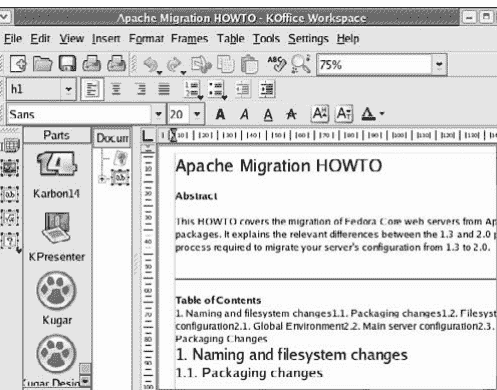 Apache Migration HOWTO - KOffice Workspace
File Edit View Insert Format Frames Table Tools Settings Help
75%
h1
Sans 20 A A A A
Parts
Docum
Karbon14
KPresenter
Kugar
Kugar Desig
Apache Migration HOWTO
Abstract
This HOWTO covers the migration of Fedora Core web servers from Ap
packages. It explains the relevant differences between the 1.3 and 2.0 p
process required to migrate your server's configuration from 1.3 to 2.0.
Table of Contents
1. Naming and filesystem changes1.1. Packaging changes1.2. Filesyst
configuration2.1. Global Environment2.2. Main server configuration2.3.
Packaging Changes
1. Naming and filesystem changes
1.1. Packaging changes